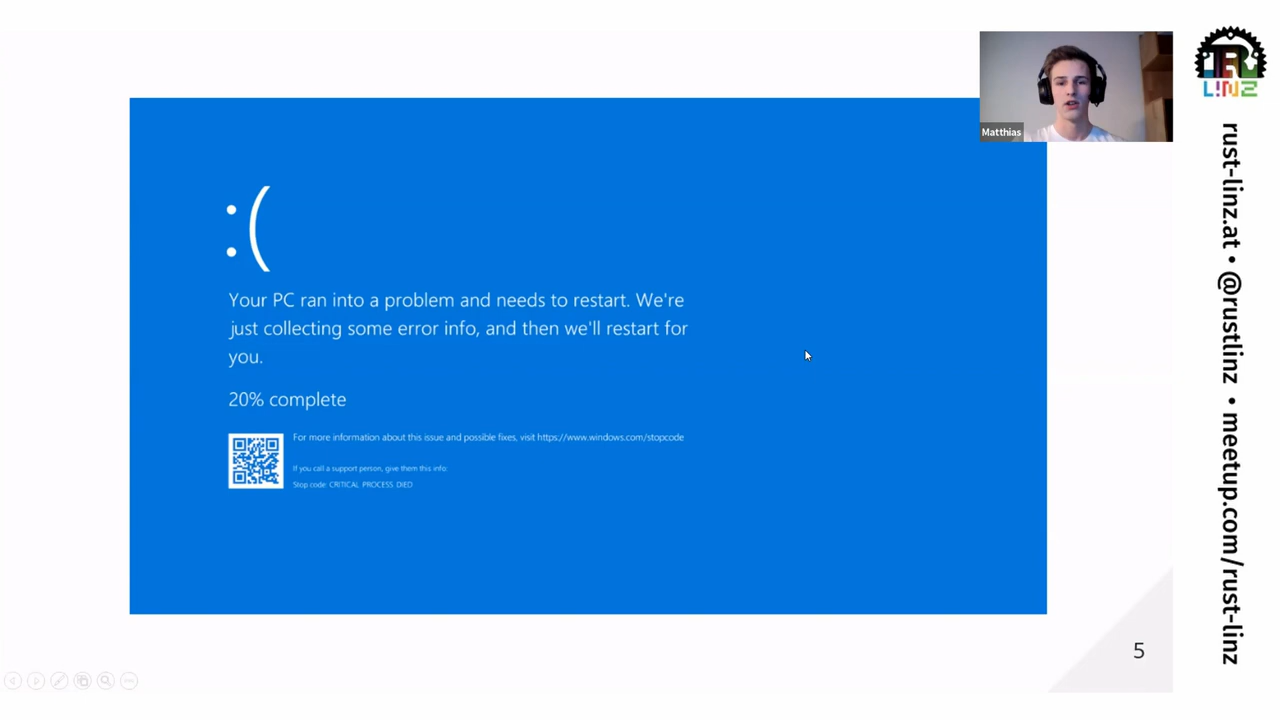 :(
Your PC ran into a problem and needs to restart. We're
just collecting some error info, and then we'll restart for
you.
20% complete
For more information about this issue and possible fixes, visit https://www.windows.com/stopcode
If you call a support person, give them this info:
Stop code: CRITICAL PROCESS DIED
Matthias
R
L!NZ
rust-linz.at • @rustlinz • meetup.com/rust-linz
5